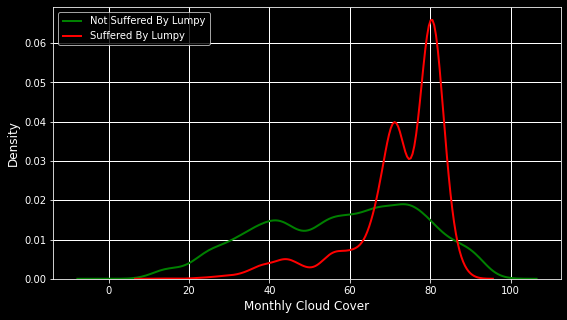 Not Suffered By Lumpy
Suffered By Lumpy
0.06
0.05
0.04
0.03
0.02
0.01
0.00
Density
0 20 40 60 80 100
Monthly Cloud Cover